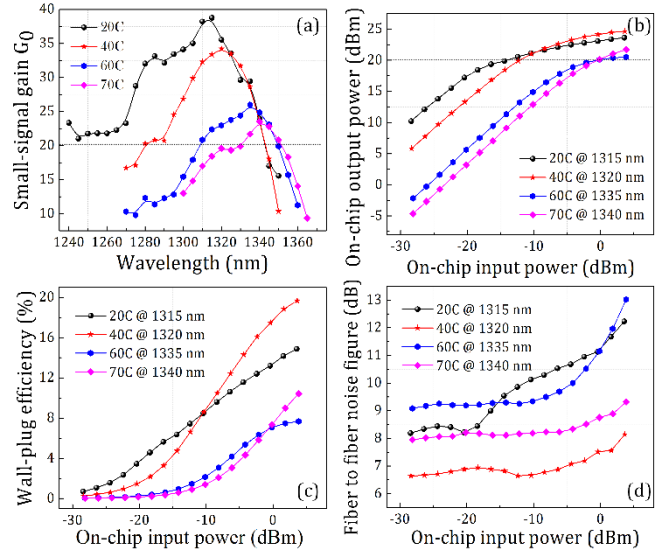 (a)
20C
40C
60C
70C
Small-signal gain G0
40
35
30
25
20
15
10
1240 1260 1280 1300 1320 1340 1360
Wavelength (nm)
(b)
On-chip output power (dBm)
25
20
15
10
5
0
-5
20C @ 1315 nm
40C @ 1320 nm
60C @ 1335 nm
70C @ 1340 nm
-30 -20 -10 0
On-chip input power (dBm)
Wall-plug efficiency (%)
20
16
12
8
4
0
20C @ 1315 nm
40C @ 1320 nm
60C @ 1335 nm
70C @ 1340 nm
(c)
-30 -20 -10 0
On-chip input power (dBm)
Fiber to fiber noise figure (dB)
13
12
11
10
9
8
7
6
20C @ 1315 nm
40C @ 1320 nm
60C @ 1335 nm
70C @ 1340 nm
(d)
-30 -20 -10 0
On-chip input power (dBm)